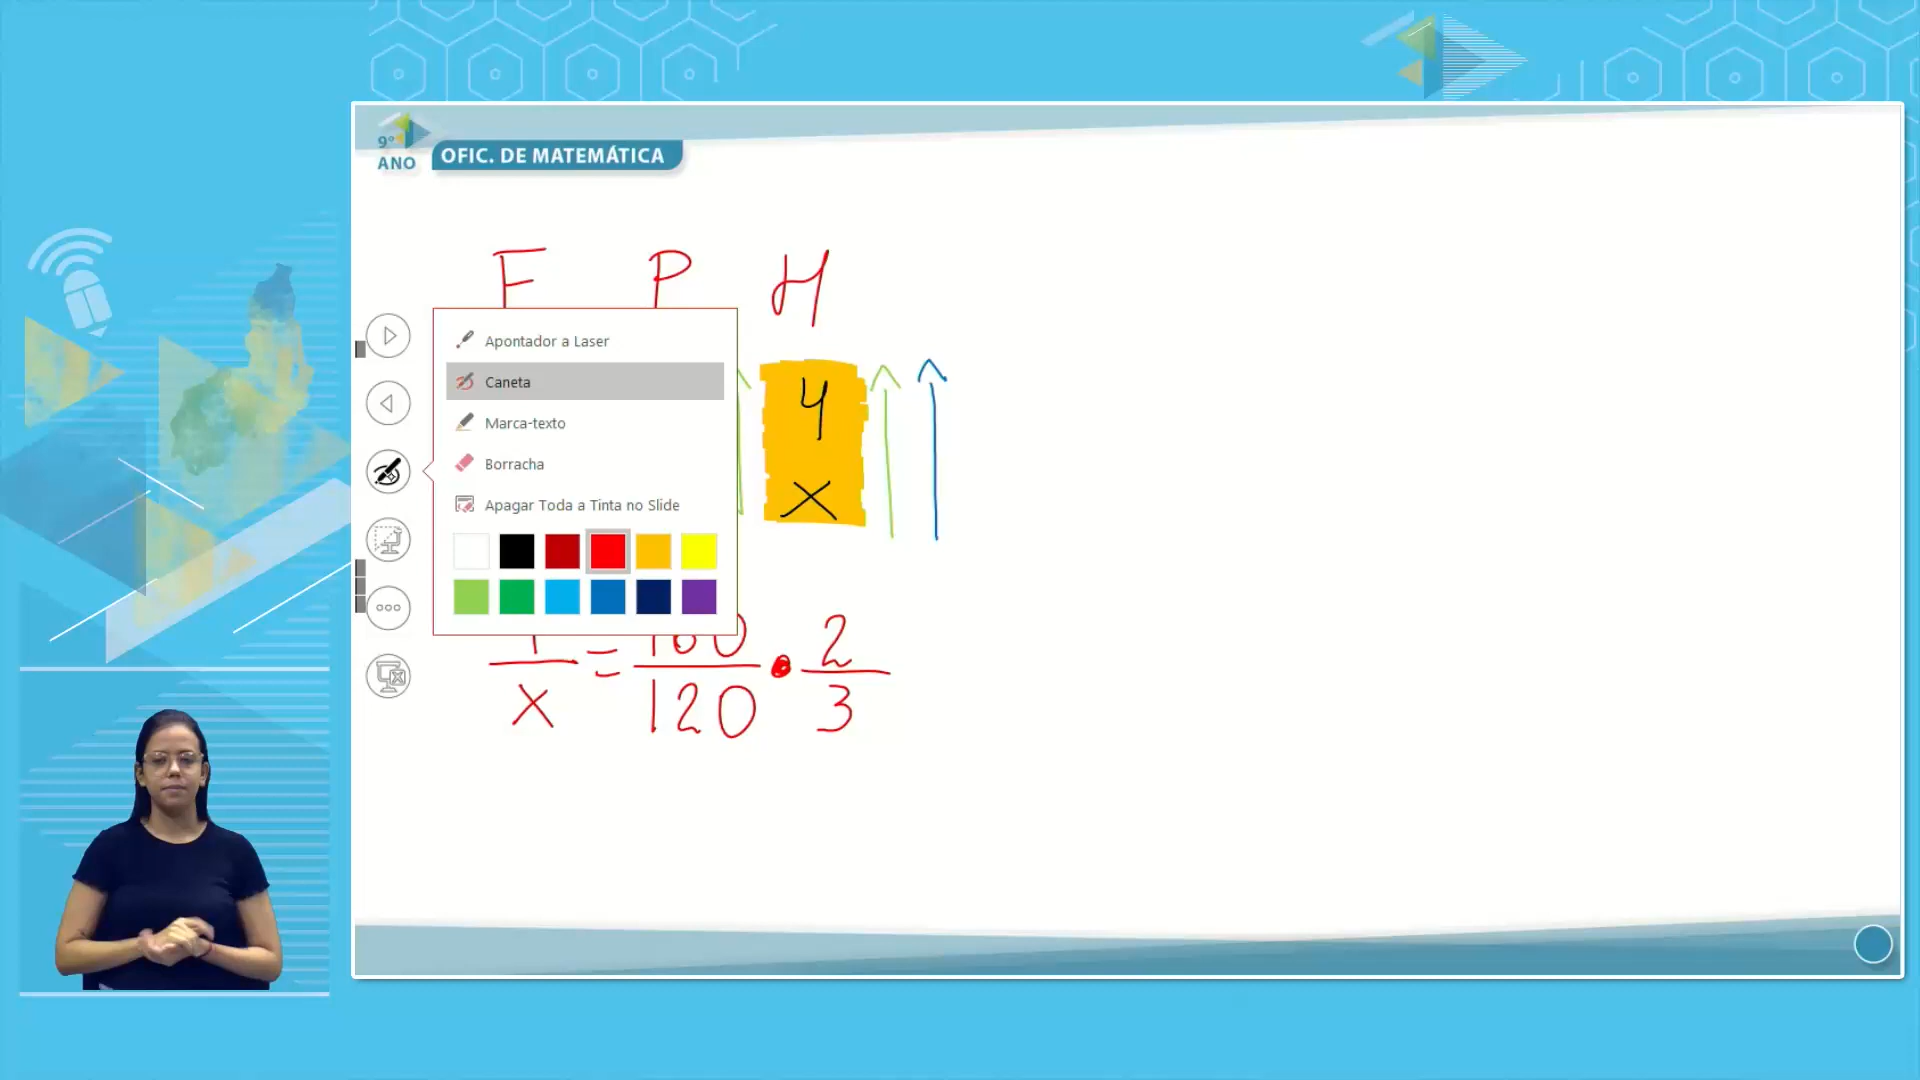 9º
ANO
OFIC. DE MATEMÁTICA
F P H
Apontador a Laser
Caneta
Marca-texto
Borracha
Apagar Toda a Tinta no Slide
4
x
= • 2
x 120 3